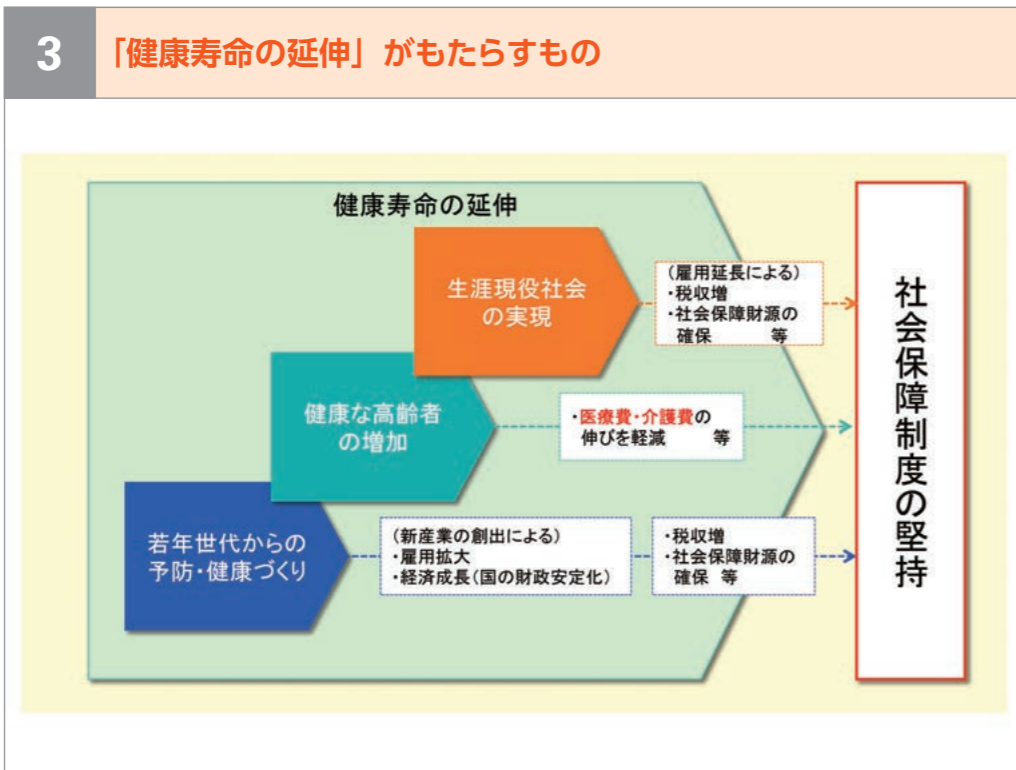 3
「健康寿命の延伸」がもたらすもの
健康寿命の延伸
生涯現役社会
の実現
(雇用延長による)
・税収増
・社会保障財源の
確保 等
健康な高齢者
の増加
・医療費・介護費の
伸びを軽減 等
若年世代からの
予防・健康づくり
(新産業の創出による)
・雇用拡大
・経済成長(国の財政安定化)
・税収増
・社会保障財源の
確保 等
社会保障制度の堅持